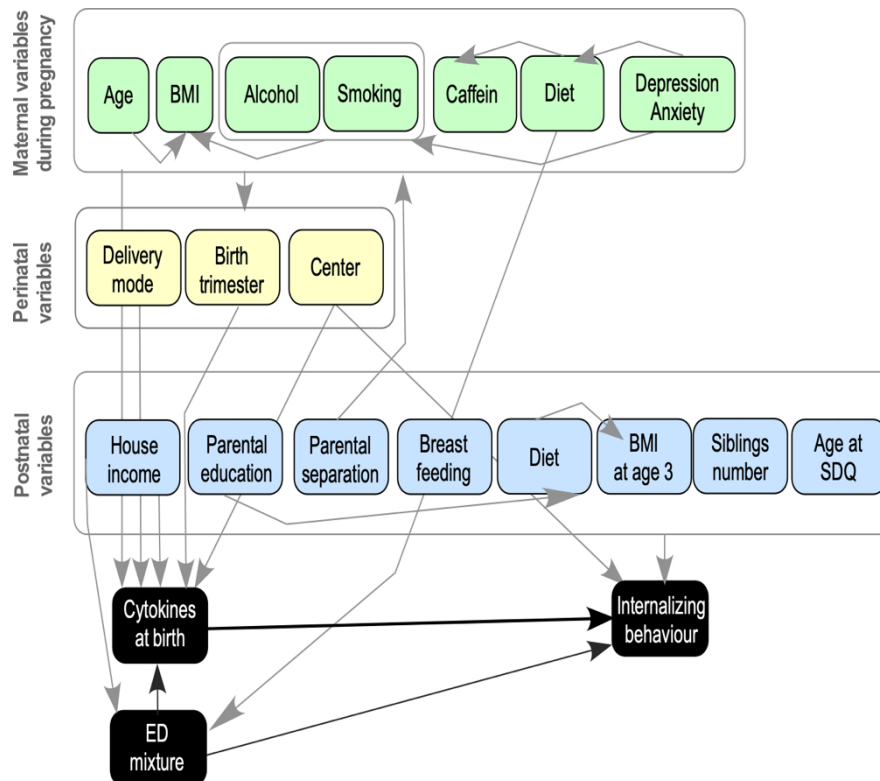 Maternal variables
during pregnancy
Age
BMI
Alcohol
Smoking
Caffein
Diet
Depression
Anxiety
Perinatal
variables
Delivery
mode
Birth
trimester
Center
Postnatal
variables
House
income
Parental
education
Parental
separation
Breast
feeding
Diet
BMI
at age 3
Siblings
number
Age at
SDQ
Cytokines
at birth
Internalizing
behaviour
ED
mixture